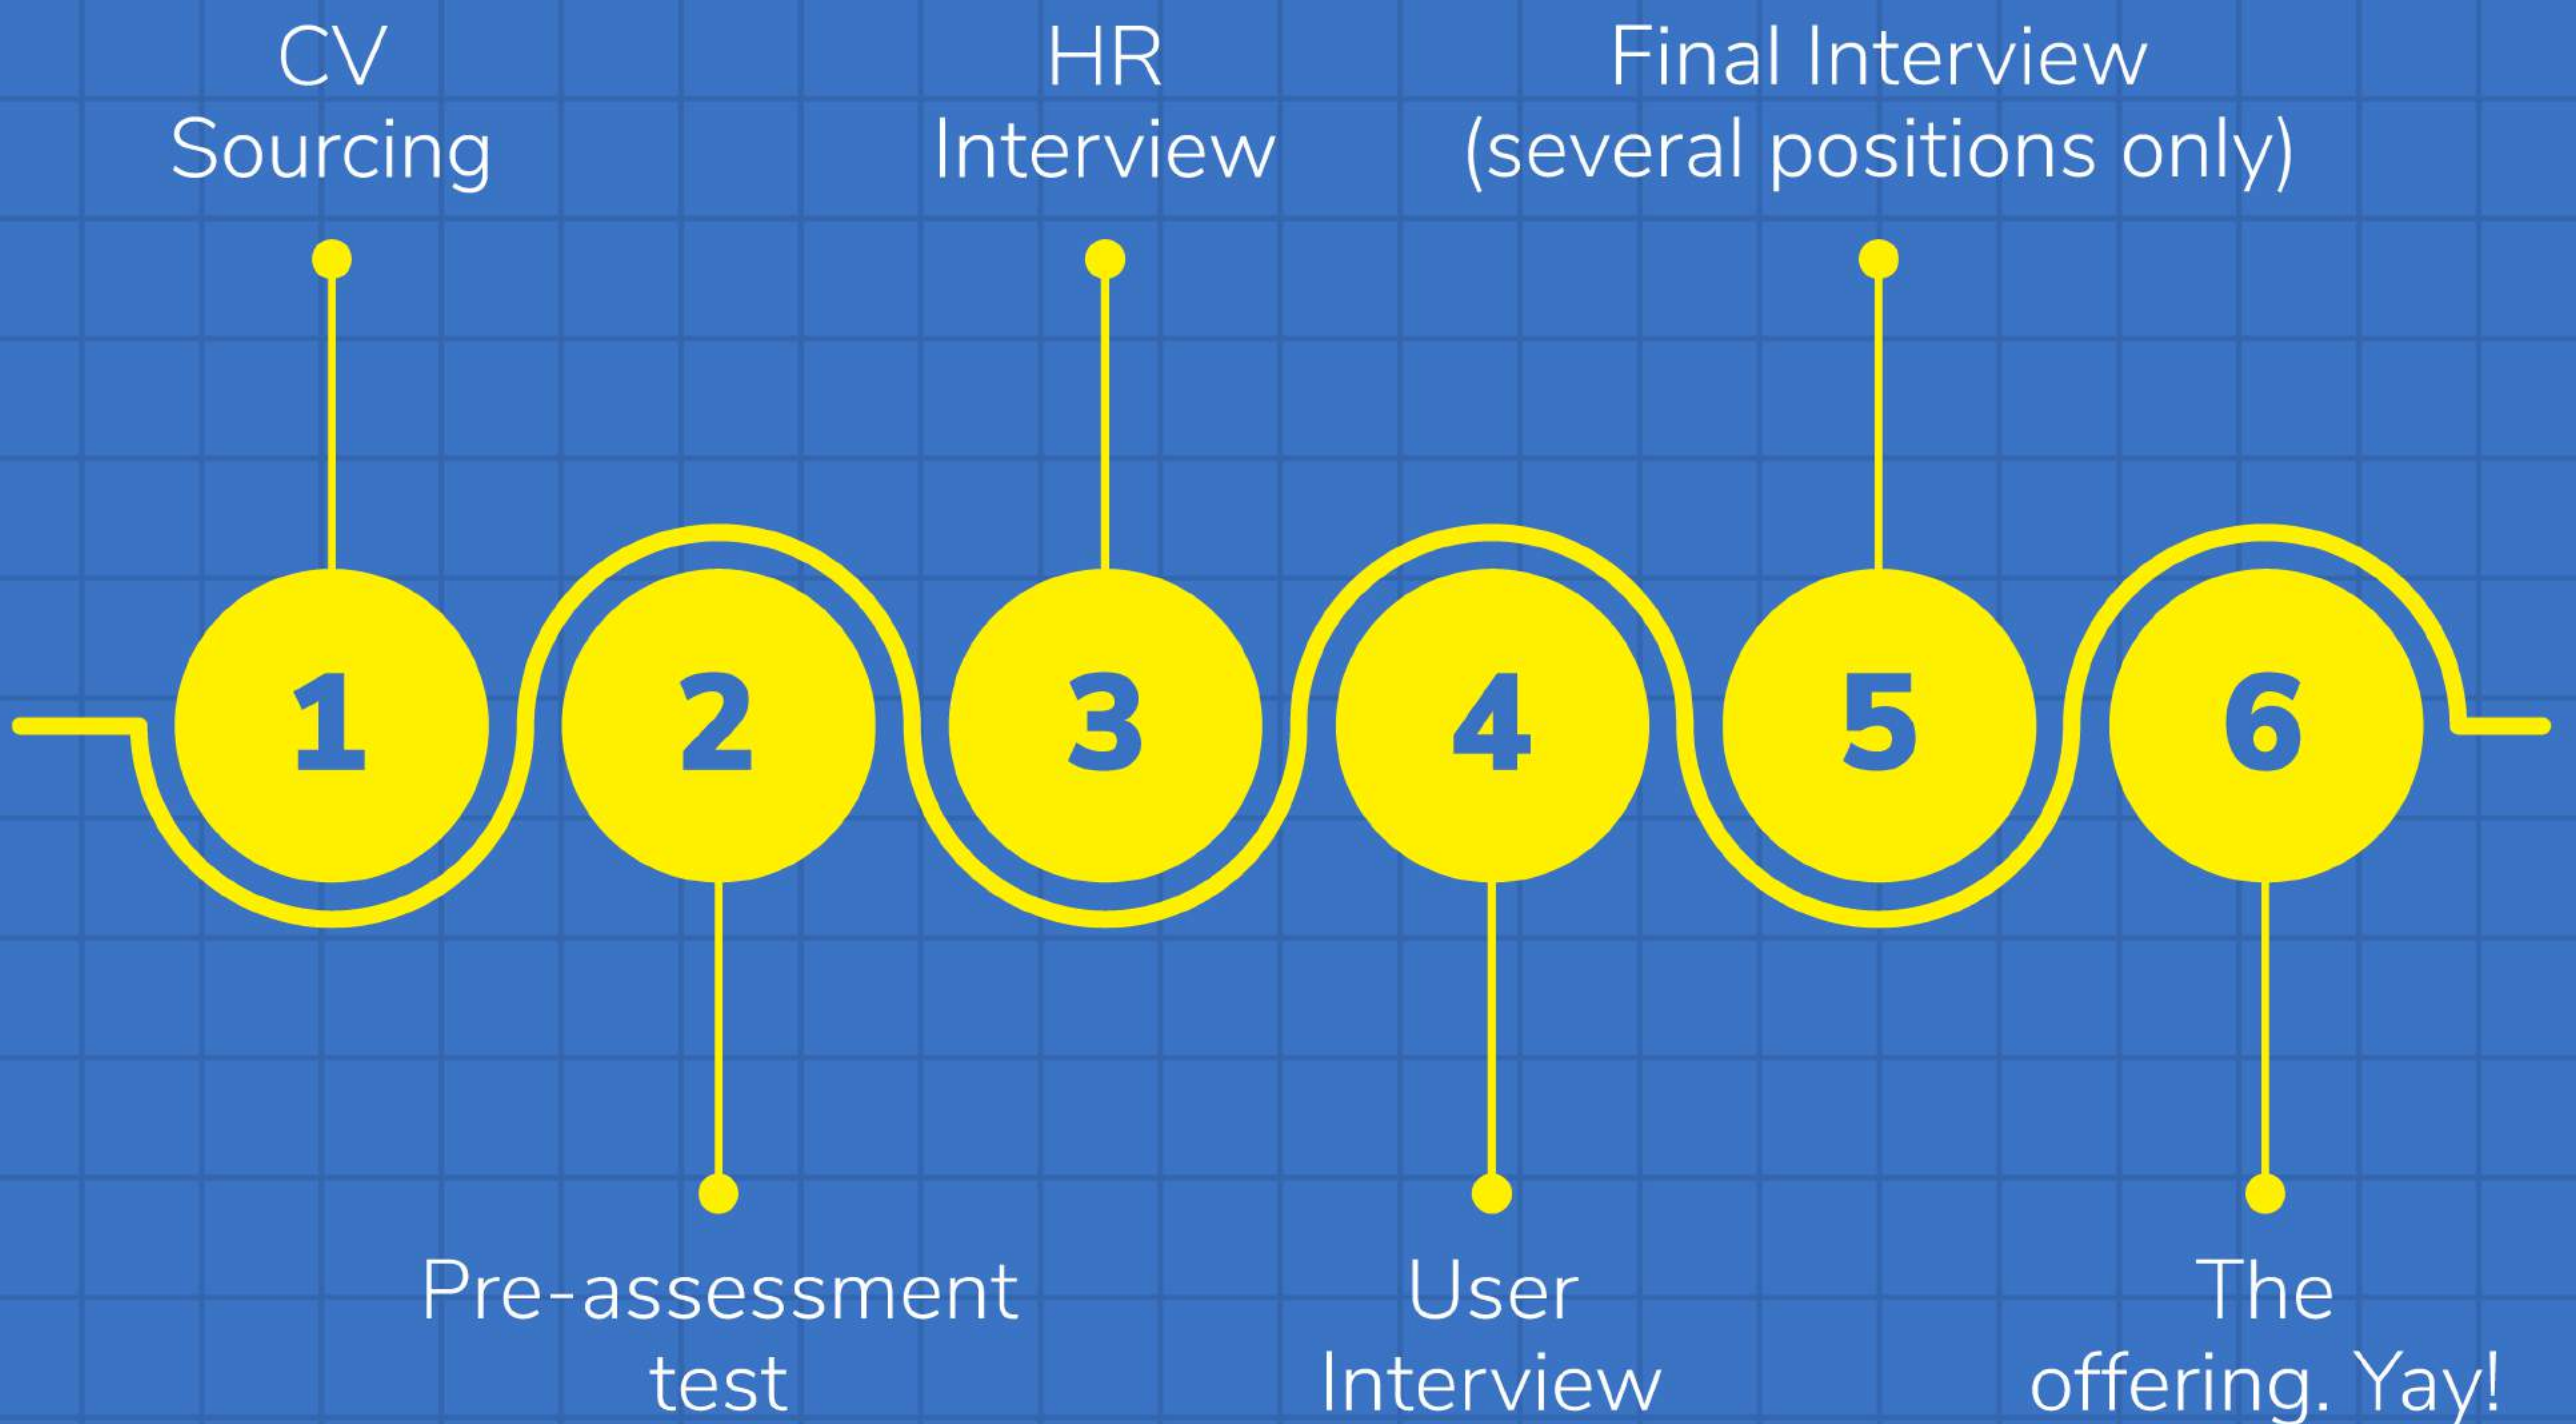 CV
Sourcing
HR
Interview
Final Interview
(several positions only)
1
2
3
4
5
6
Pre-assessment
test
User
Interview
The
offering. Yay!